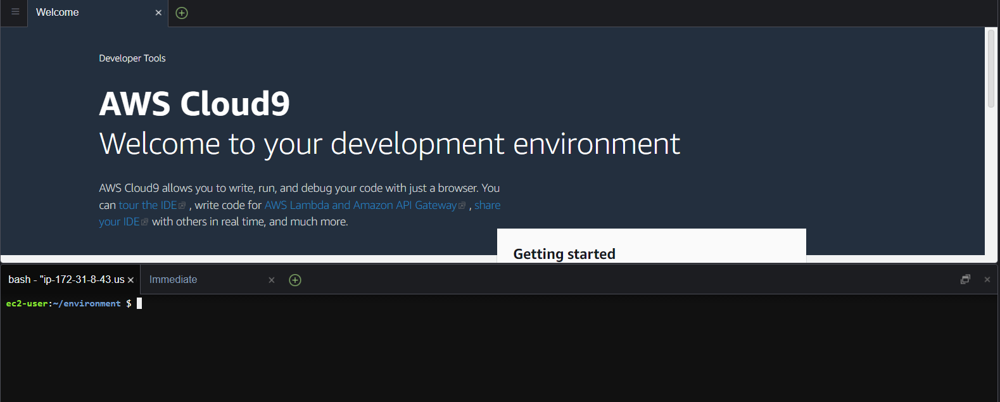 Welcome
Developer Tools
AWS Cloud9
Welcome to your development environment
AWS Cloud9 allows you to write, run, and debug your code with just a browser. You
can tour the IDE , write code for AWS Lambda and Amazon API Gateway , share
your IDE with others in real time, and much more.
Getting started
bash - "ip-172-31-8-43.us
Immediate
ec2-user:~/environment $